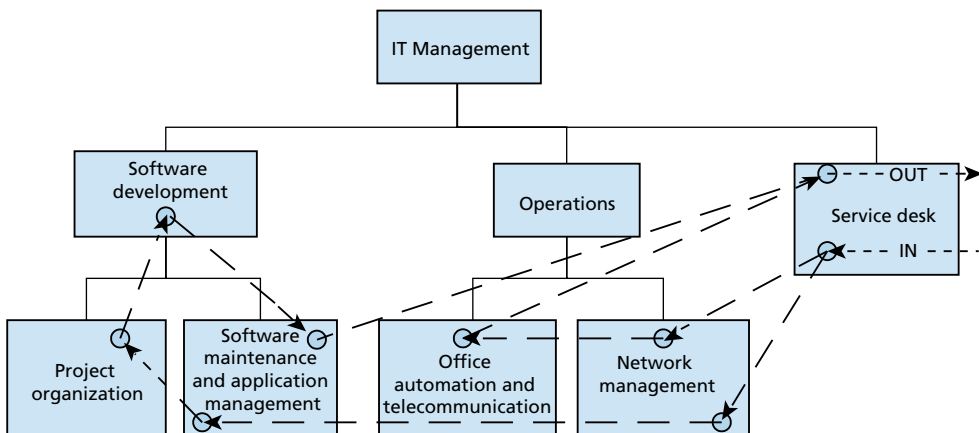 IT Management
Software
development
Operations
OUT
Service desk
IN
Project
organization
Software
maintenance
and application
management
Office
automation and
telecommunication
Network
management